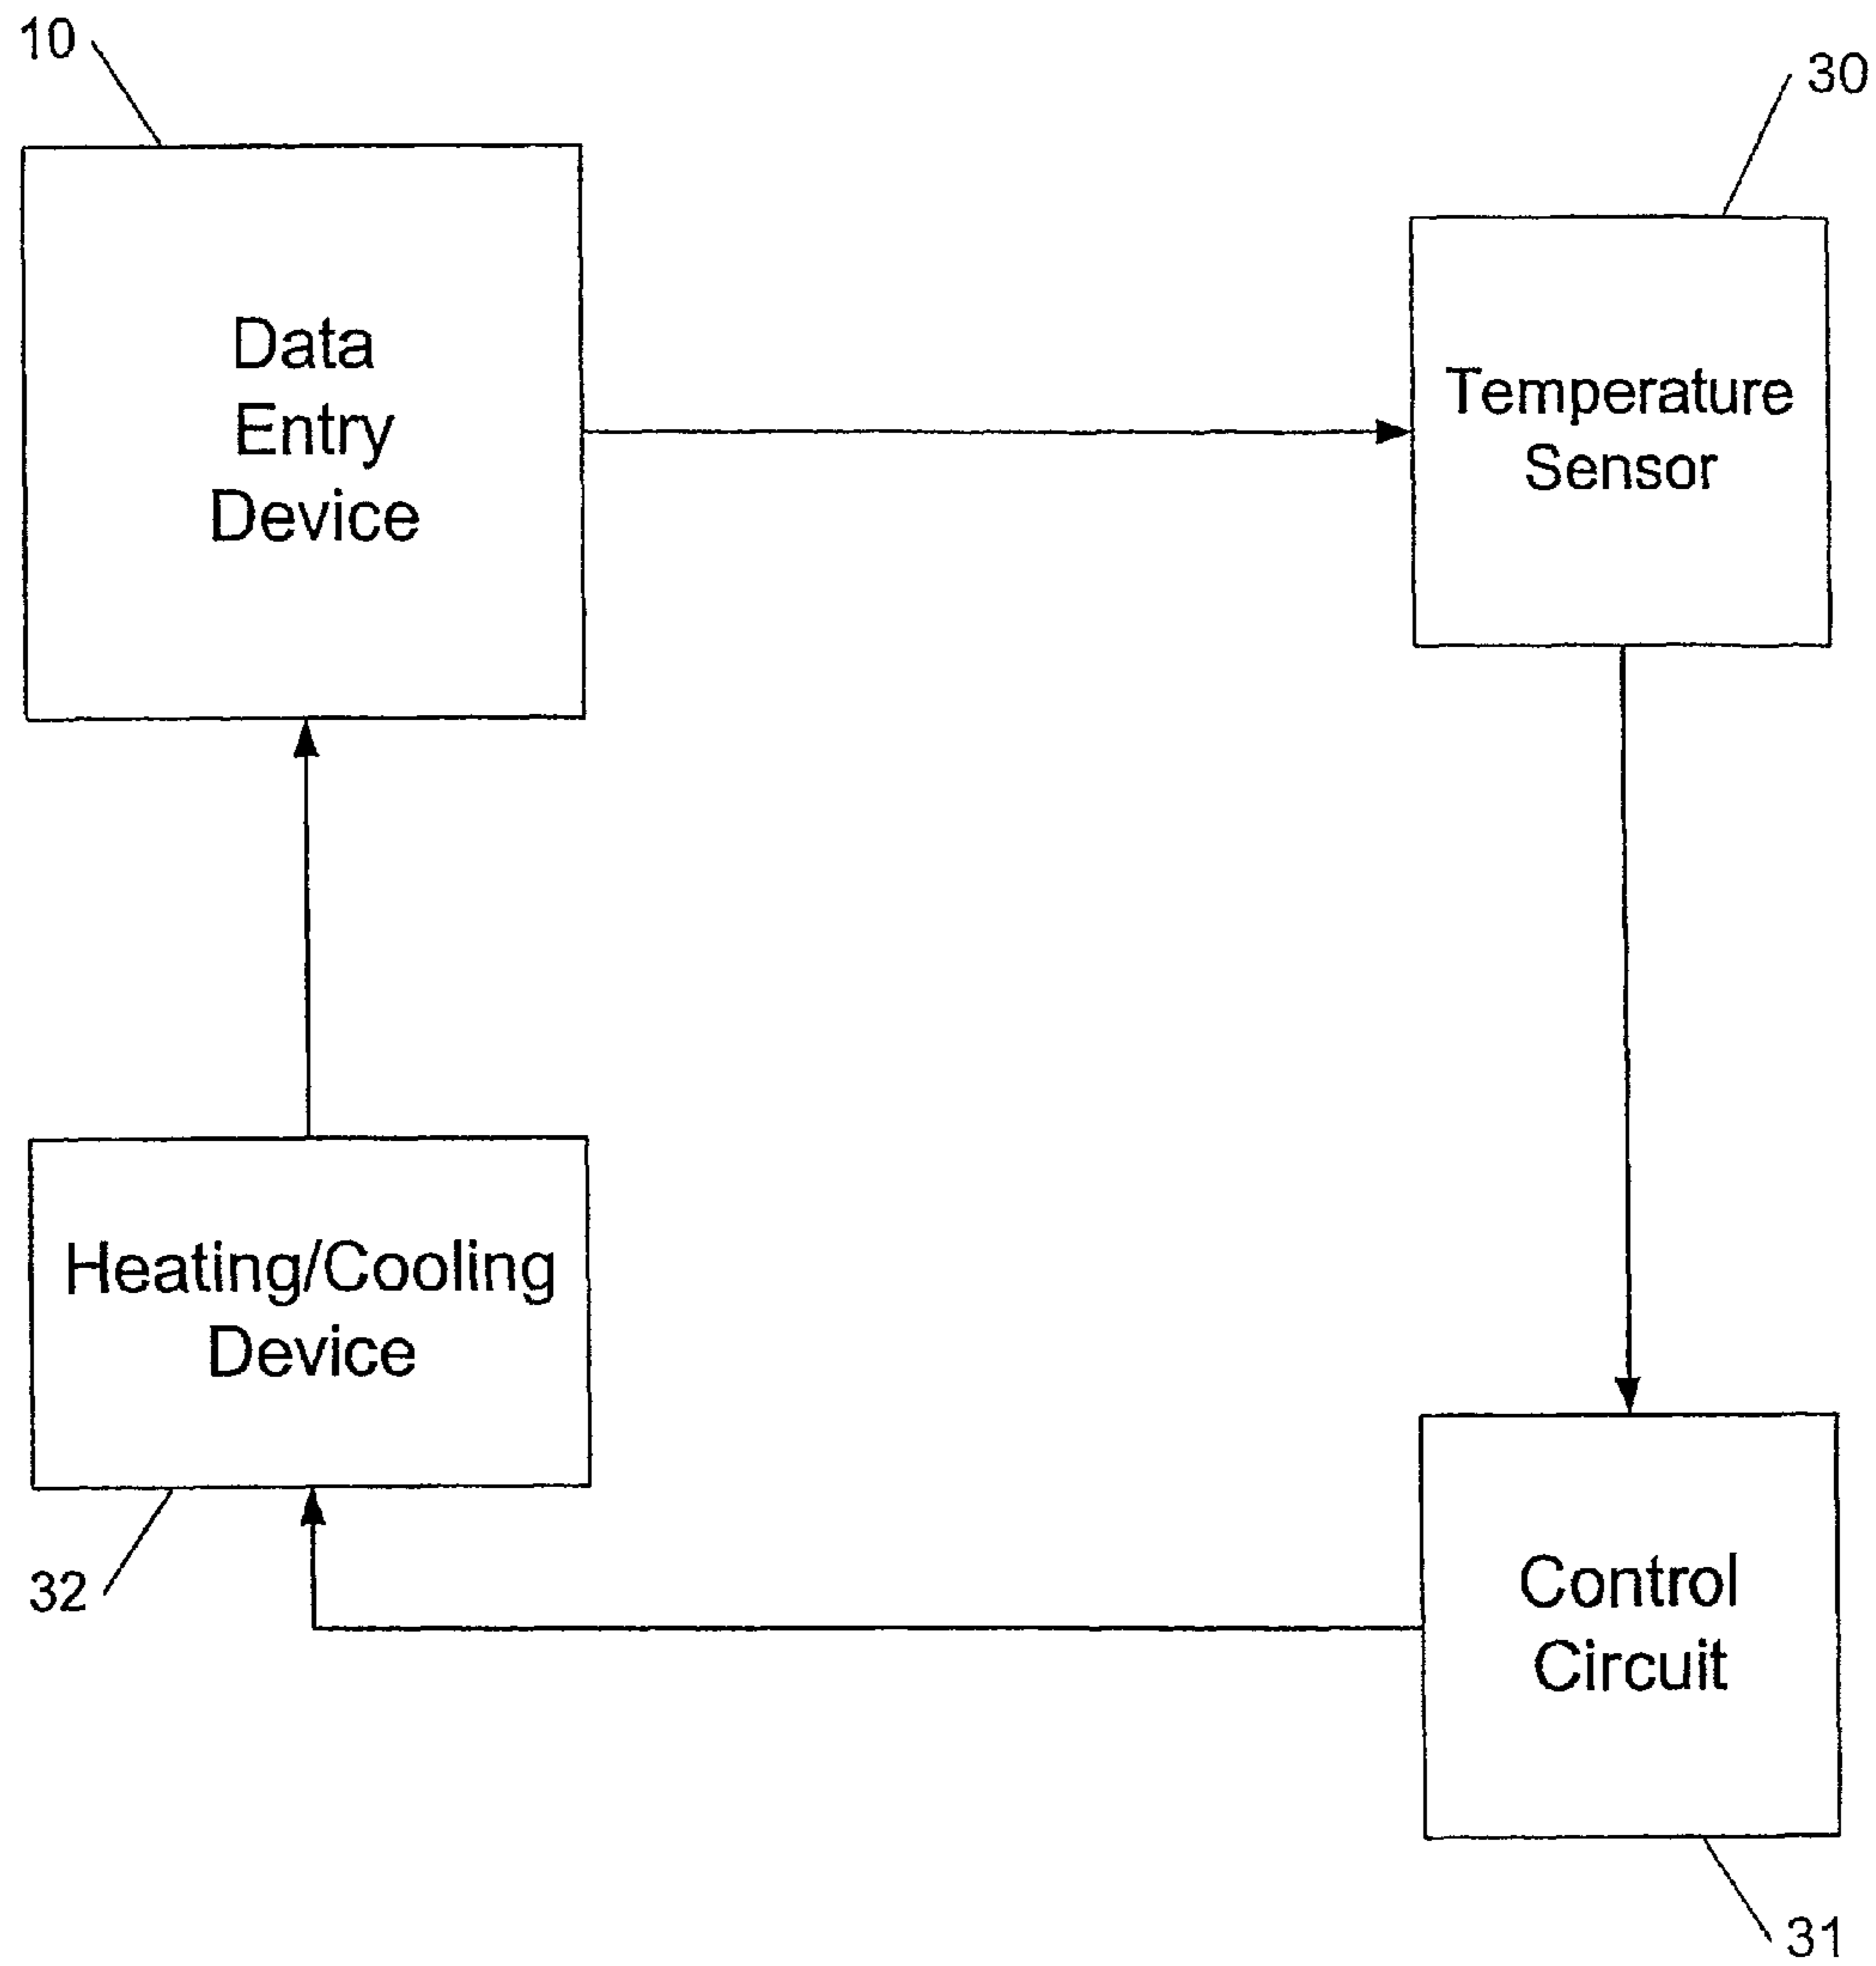 10
30
Data
Entry
Device
Temperature
Sensor
Heating/Cooling
Device
32
Control
Circuit
31